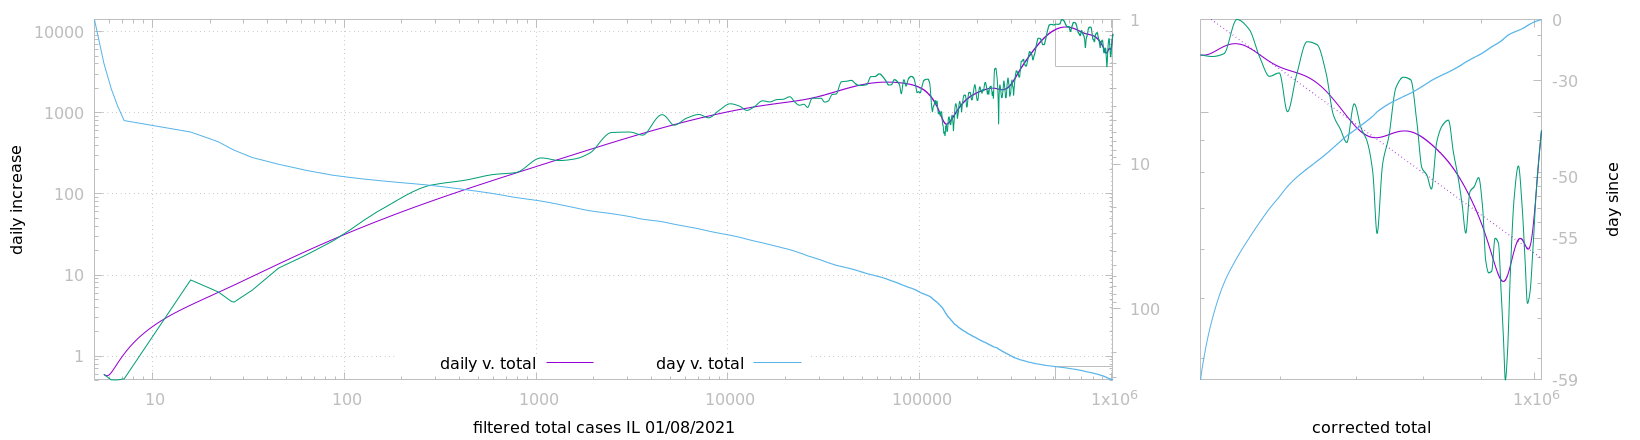 10000
1000
100
10
1
daily increase
10
100
1000
10000
100000
1x10^6
filtered total cases IL 01/08/2021
daily v. total
day v. total
1
10
100
0
-30
-50
-55
-59
day since
1x10^6
corrected total